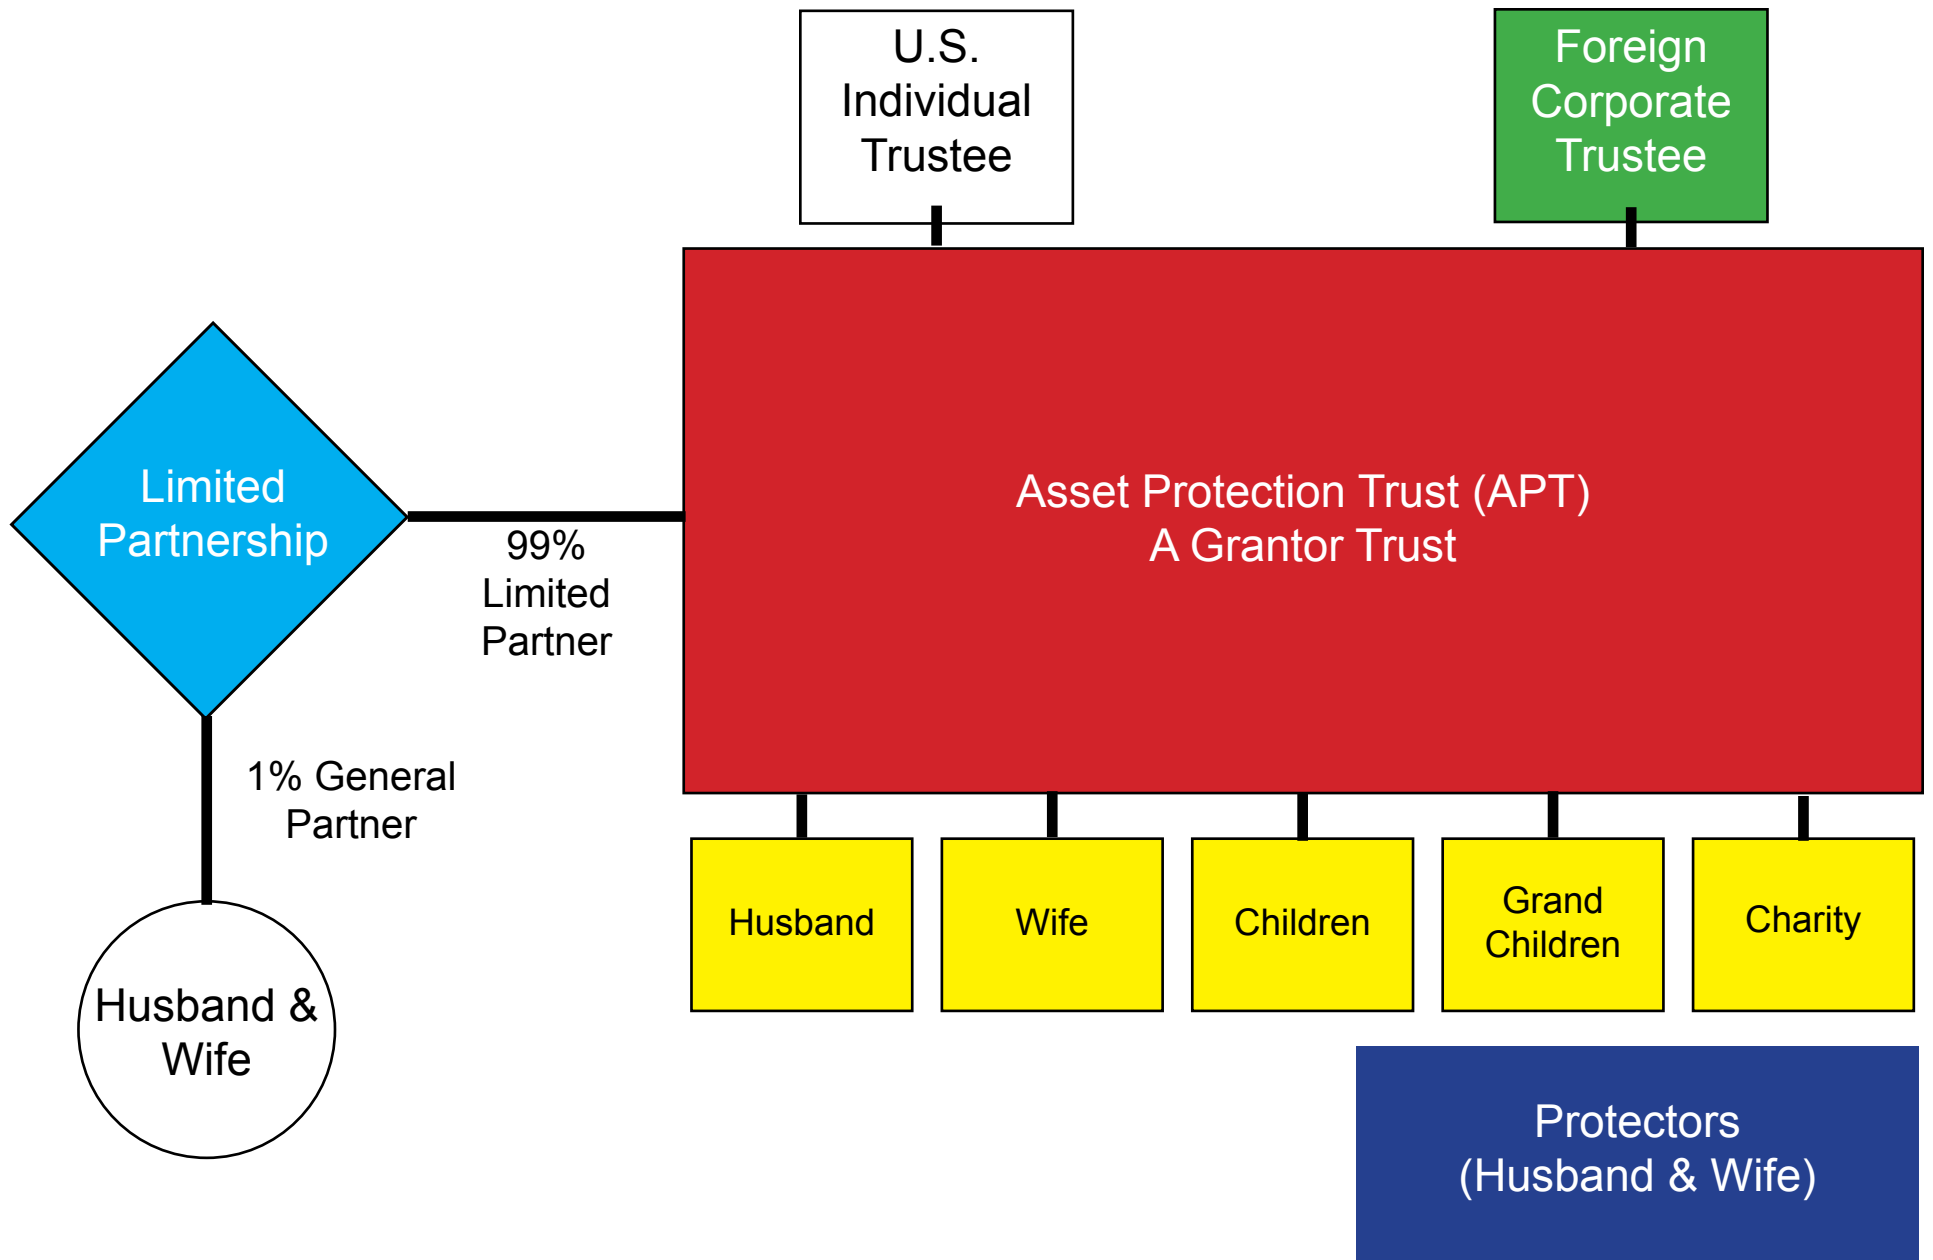 U.S.
Individual
Trustee
Foreign
Corporate
Trustee
Limited
Partnership
99%
Limited
Partner
Asset Protection Trust (APT)
A Grantor Trust
1% General
Partner
Husband
Wife
Children
Grand
Children
Charity
Husband &
Wife
Protectors
(Husband & Wife)